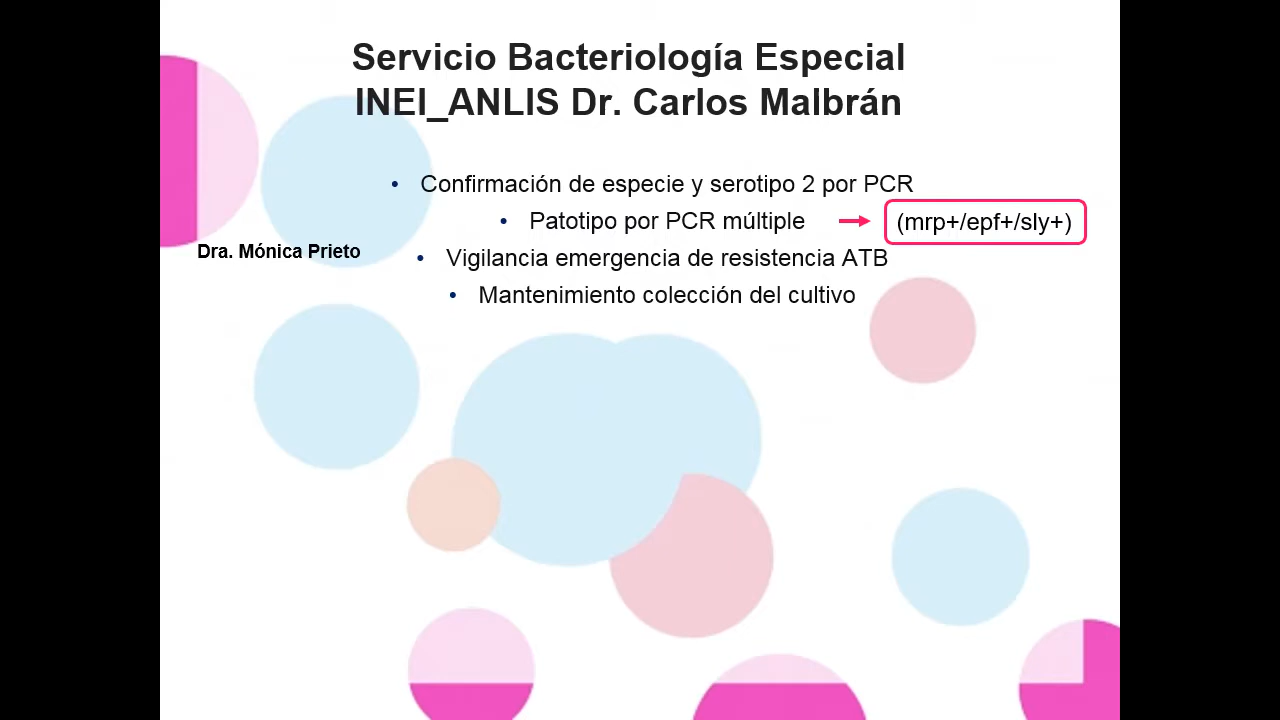 Servicio Bacteriología Especial
INEI_ANLIS Dr. Carlos Malbrán
• Confirmación de especie y serotipo 2 por PCR
• Patotipo por PCR múltiple (mrp+/epf+/sly+)
Dra. Mónica Prieto
• Vigilancia emergencia de resistencia ATB
• Mantenimiento colección del cultivo